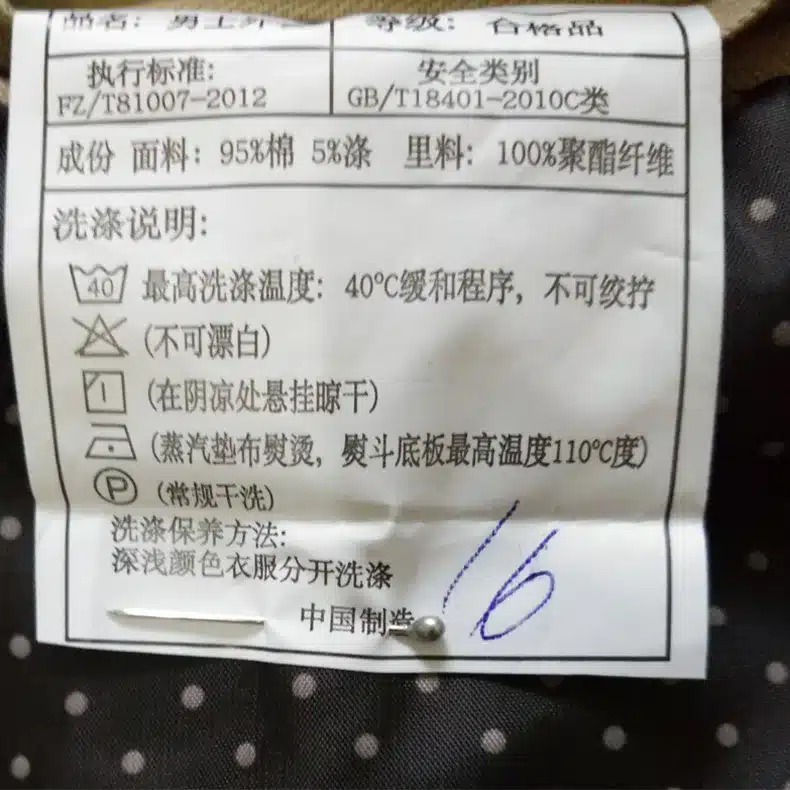 品名: 男士外套 等级: 合格品
执行标准: 安全类别
FZ/T81007-2012 GB/T18401-2010C类
成份 面料: 95%棉 5%涤 里料: 100%聚酯纤维
洗涤说明:
40 最高洗涤温度: 40℃缓和程序, 不可绞拧
(不可漂白)
(在阴凉处悬挂晾干)
(蒸汽垫布熨烫, 熨斗底板最高温度110℃度)
P (常规干洗)
洗涤保养方法:
深浅颜色衣服分开洗涤
中国制造
16